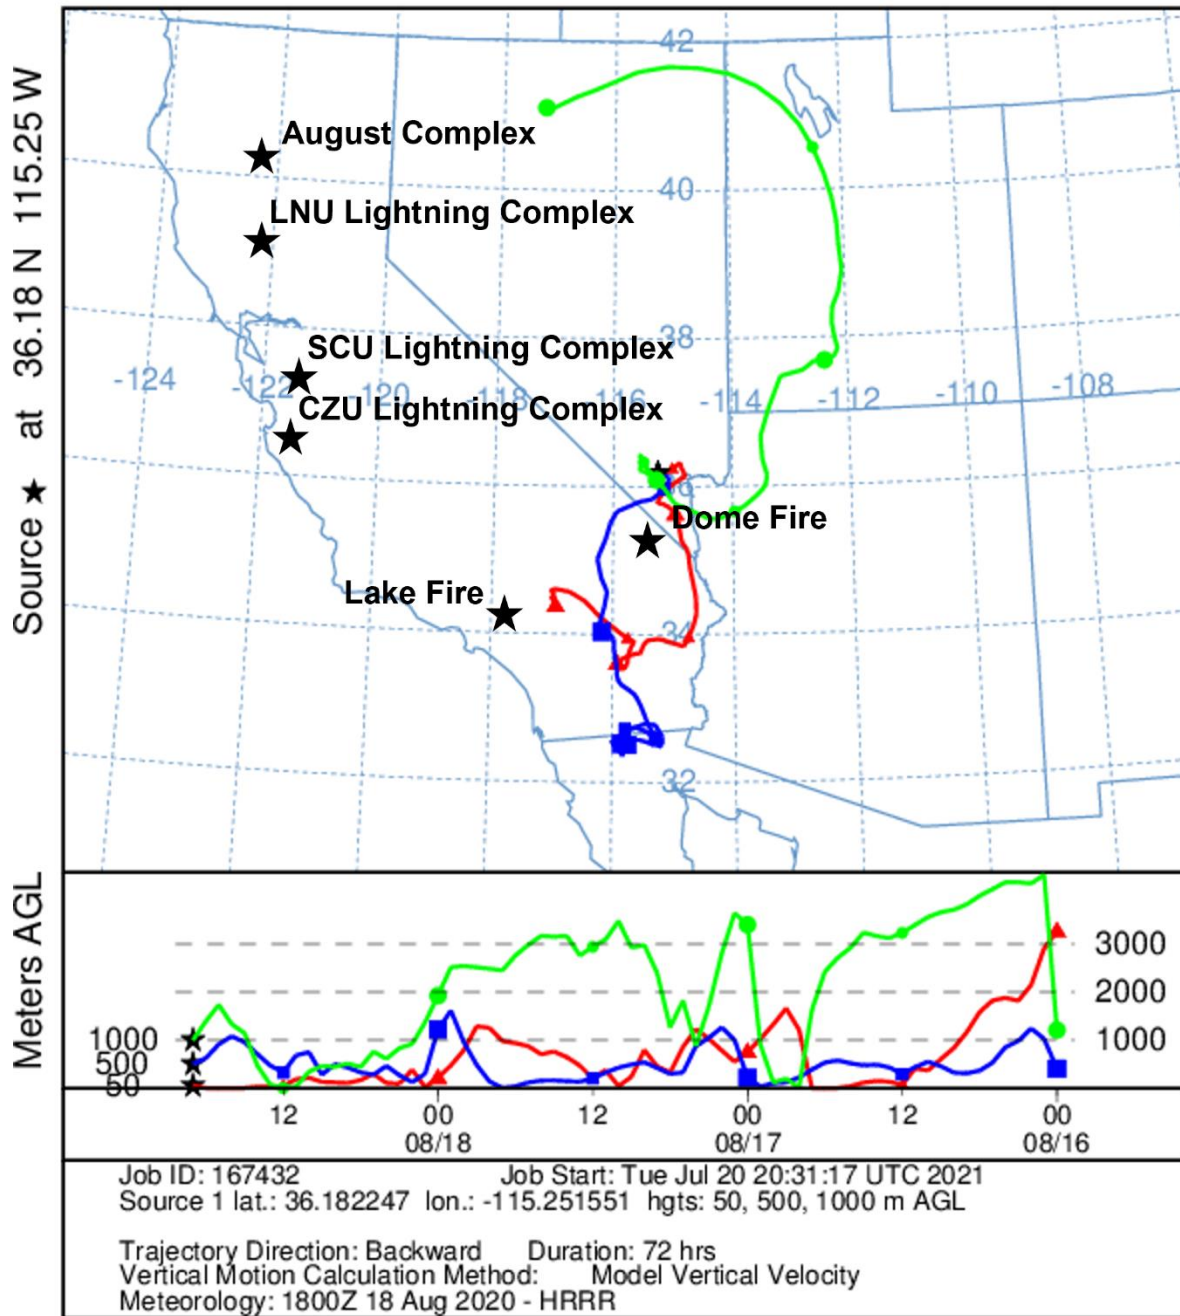 Source ★ at 36.18 N 115.25 W
42
August Complex
40
LNU Lightning Complex
38
SCU Lightning Complex
-124 -122 -120 -118 -116 -114 -112 -110 -108
CZU Lightning Complex
36
Dome Fire
Lake Fire
34
32
Meters AGL
3000
2000
1000 1000
500
50
12 00 12 00 12 00
08/18 08/17 08/16
Job ID: 167432 Job Start: Tue Jul 20 20:31:17 UTC 2021
Source 1 lat.: 36.182247 lon.: -115.251551 hgts: 50, 500, 1000 m AGL
Trajectory Direction: Backward Duration: 72 hrs
Vertical Motion Calculation Method: Model Vertical Velocity
Meteorology: 1800Z 18 Aug 2020 - HRRR